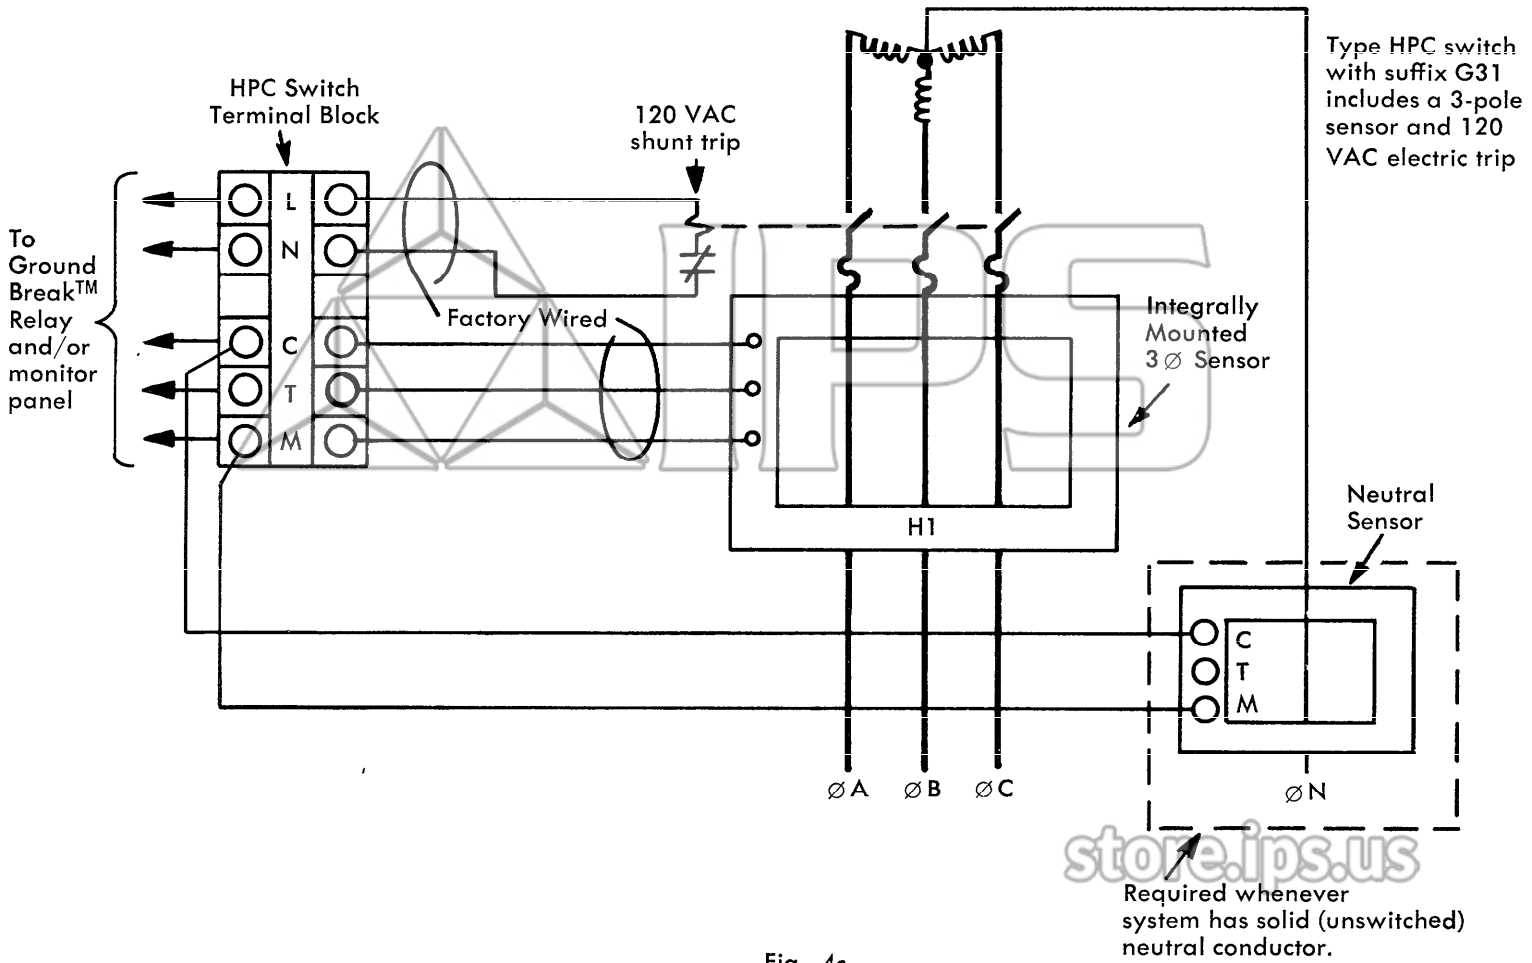 HPC Switch
Terminal Block
120 VAC
shunt trip
Type HPC switch
with suffix G31
includes a 3-pole
sensor and 120
VAC electric trip
To
Ground
Break™
Relay
and/or
monitor
panel
L
N
C
T
M
Factory Wired
Integrally
Mounted
3∅ Sensor
H1
Neutral
Sensor
C
T
M
∅A
∅B
∅C
∅N
IPS
store.ips.us
Required whenever
system has solid (unswitched)
neutral conductor.